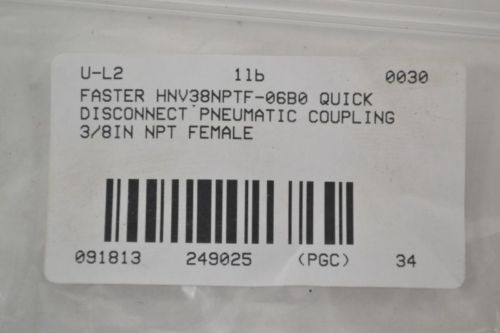 U-L2 1lb 0030
FASTER HNV38NPTF-06B0 QUICK
DISCONNECT PNEUMATIC COUPLING
3/8IN NPT FEMALE
091813 249025 (PGC) 34